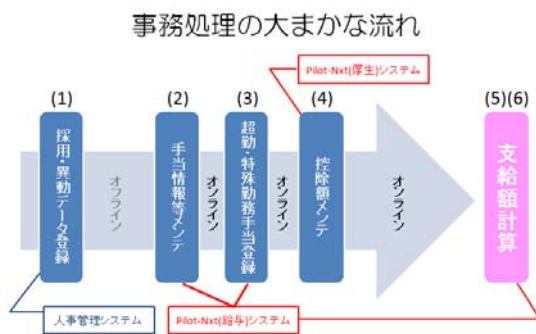 事務処理の大まかな流れ
Pilot-Nxt(厚生)システム
(1)
(2)
(3)
(4)
(5)(6)
採用・異動データ登録
オフライン
手当情報等メンテ
オンライン
超勤・特殊勤務手当登録
オンライン
控除額メンテ
オンライン
支給額計算
人事管理システム
Pilot-Nxt(給与)システム